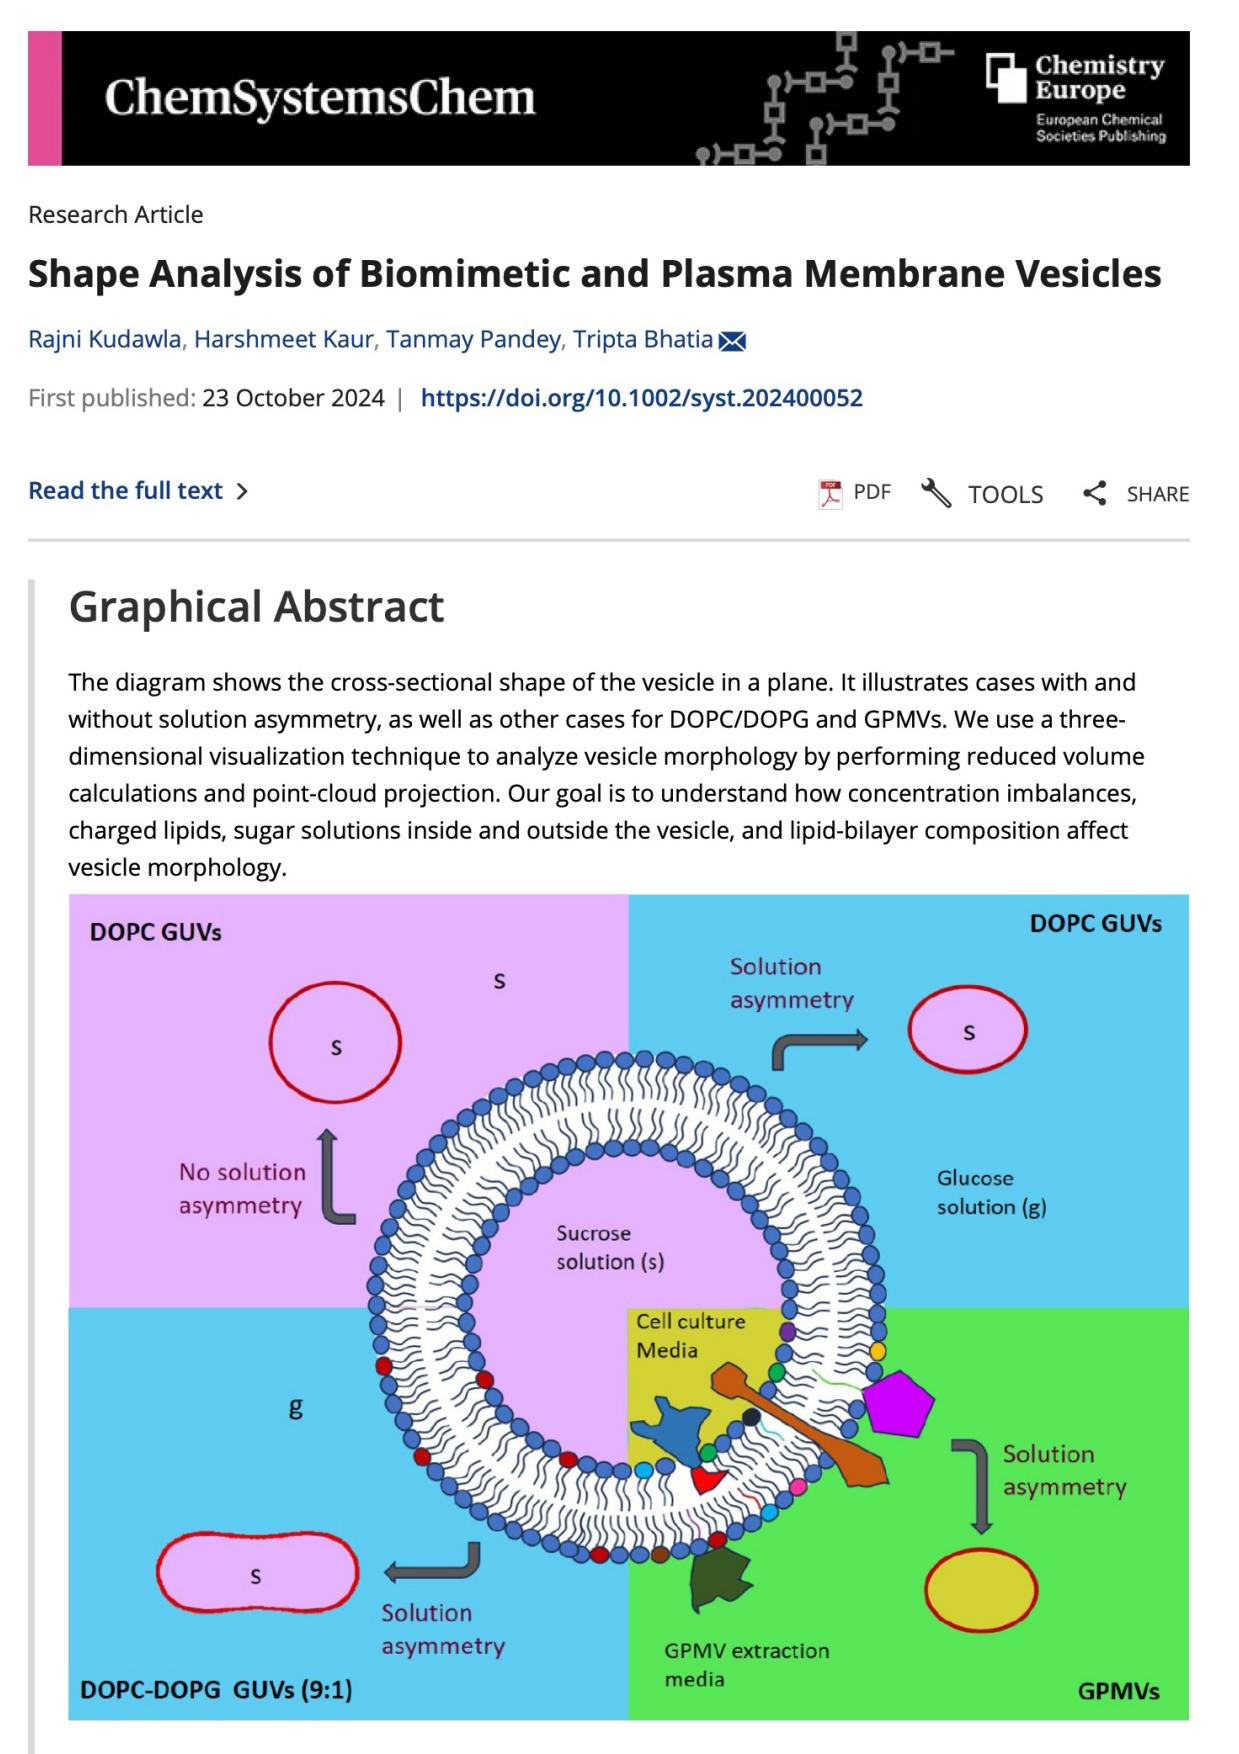 ChemSystemsChem
Chemistry
Europe
European Chemical
Societies Publishing
Research Article
Shape Analysis of Biomimetic and Plasma Membrane Vesicles
Rajni Kudawla, Harshmeet Kaur, Tanmay Pandey, Tripta Bhatia
First published: 23 October 2024 | https://doi.org/10.1002/syst.202400052
Read the full text >
PDF TOOLS SHARE
Graphical Abstract
The diagram shows the cross-sectional shape of the vesicle in a plane. It illustrates cases with and
without solution asymmetry, as well as other cases for DOPC/DOPG and GPMVs. We use a three-
dimensional visualization technique to analyze vesicle morphology by performing reduced volume
calculations and point-cloud projection. Our goal is to understand how concentration imbalances,
charged lipids, sugar solutions inside and outside the vesicle, and lipid-bilayer composition affect
vesicle morphology.
DOPC GUVs
s
s
No solution
asymmetry
DOPC GUVs
Solution
asymmetry
s
Glucose
solution (g)
Sucrose
solution (s)
Cell culture
Media
g
s
Solution
asymmetry
DOPC-DOPG GUVs (9:1)
Solution
asymmetry
GPMV extraction
media
GPMVs